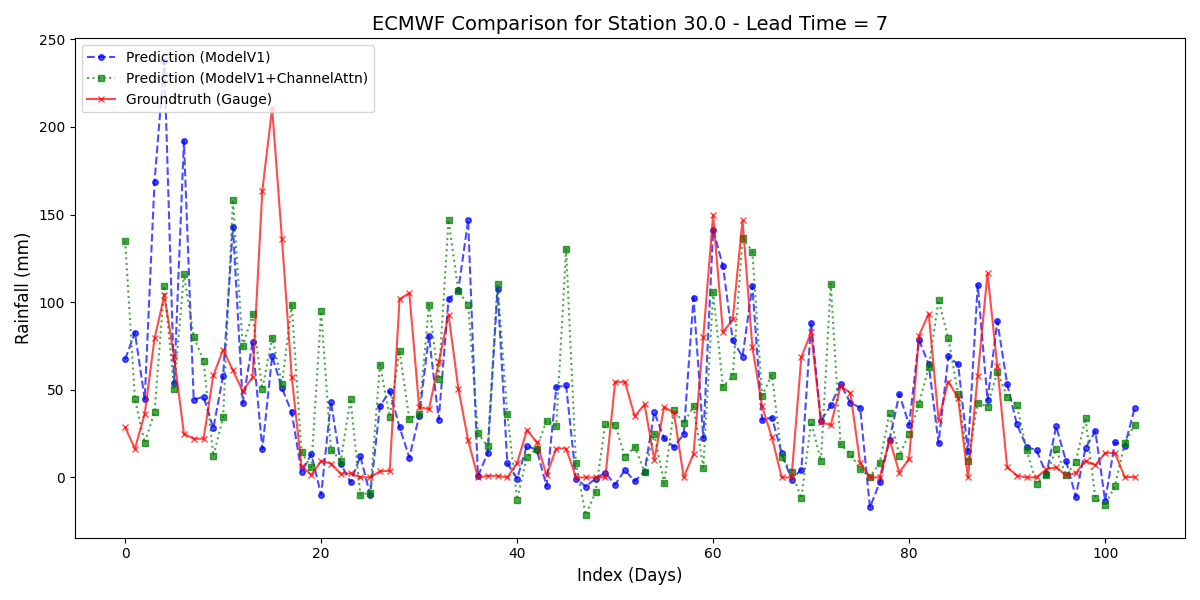 ECMWF Comparison for Station 30.0 - Lead Time = 7
Prediction (ModelV1)
Prediction (ModelV1+ChannelAttn)
Groundtruth (Gauge)
Rainfall (mm)
250
200
150
100
50
0
0
20
40
60
80
100
Index (Days)